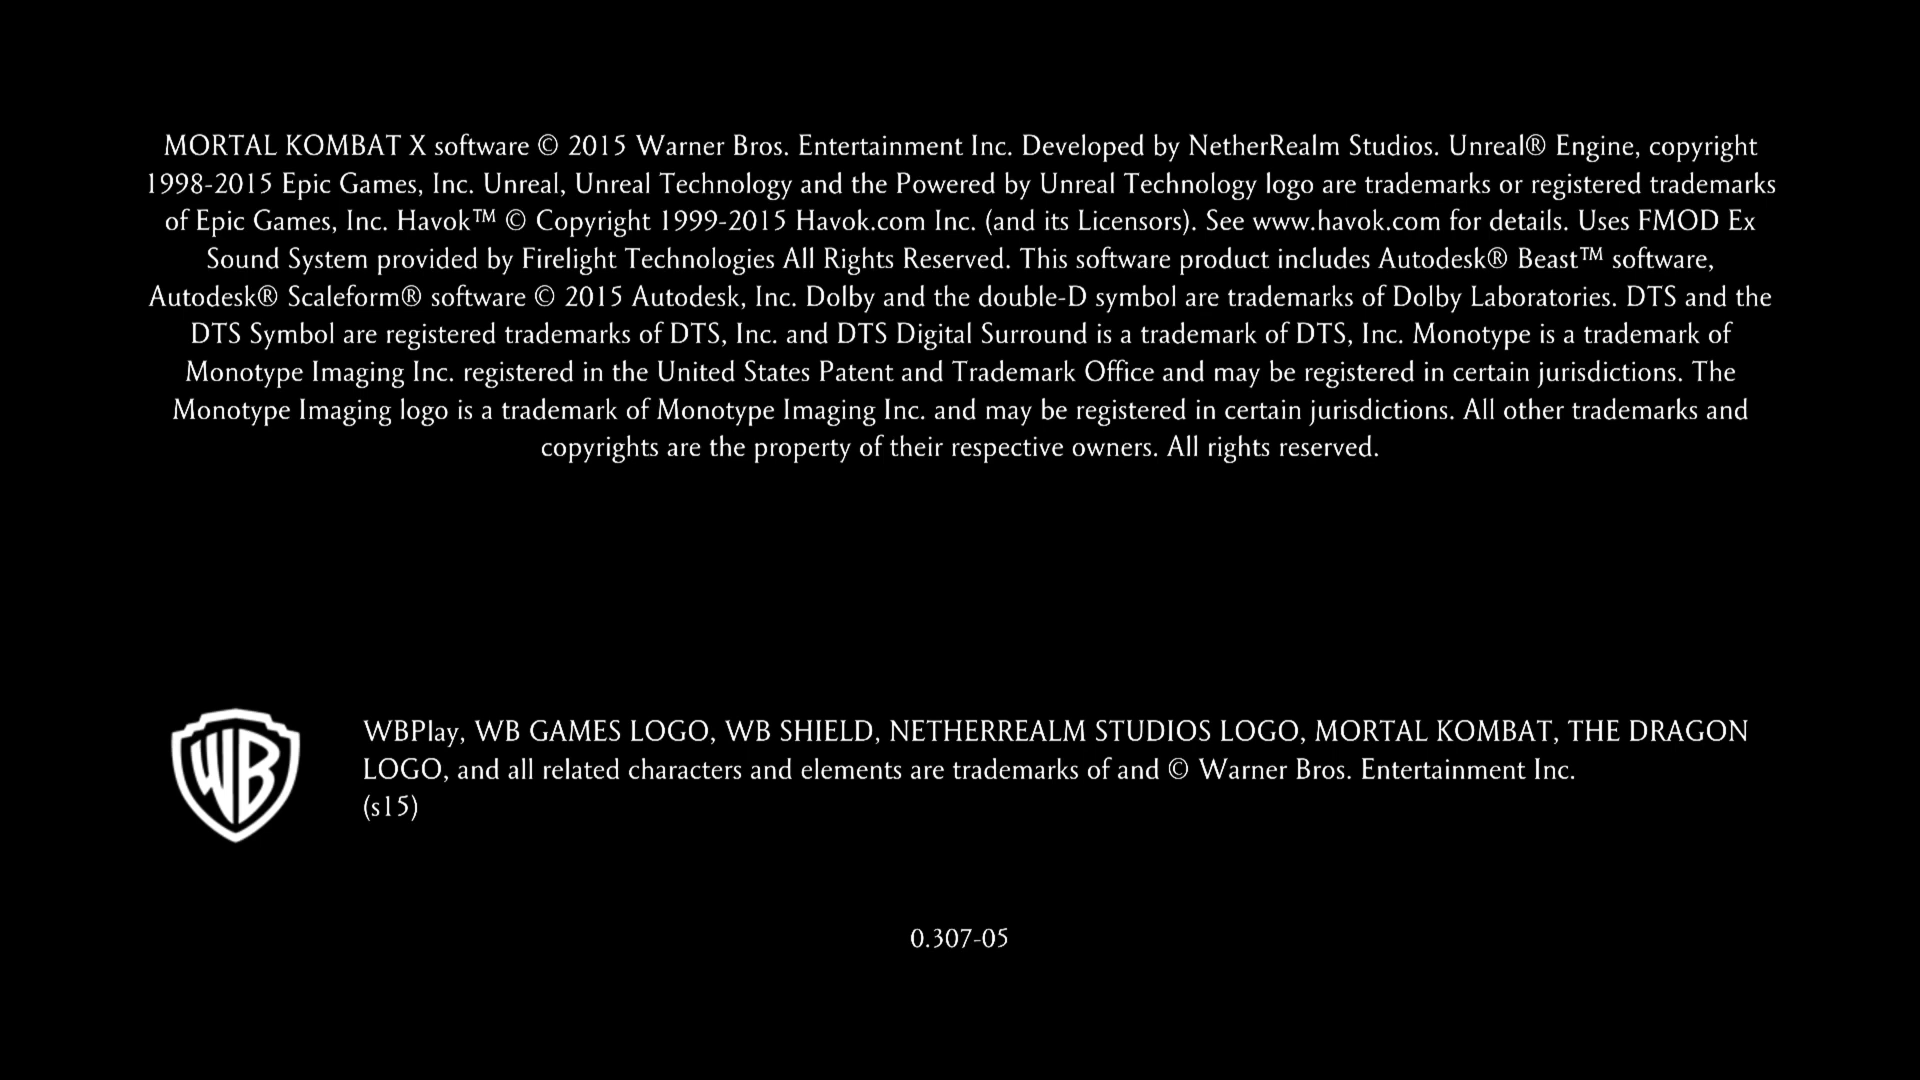 MORTAL KOMBAT X software © 2015 Warner Bros. Entertainment Inc. Developed by NetherRealm Studios. Unreal® Engine, copyright
1998-2015 Epic Games, Inc. Unreal, Unreal Technology and the Powered by Unreal Technology logo are trademarks or registered trademarks
of Epic Games, Inc. Havok™ © Copyright 1999-2015 Havok.com Inc. (and its Licensors). See www.havok.com for details. Uses FMOD Ex
Sound System provided by Firelight Technologies All Rights Reserved. This software product includes Autodesk® Beast™ software,
Autodesk® Scaleform® software © 2015 Autodesk, Inc. Dolby and the double-D symbol are trademarks of Dolby Laboratories. DTS and the
DTS Symbol are registered trademarks of DTS, Inc. and DTS Digital Surround is a trademark of DTS, Inc. Monotype is a trademark of
Monotype Imaging Inc. registered in the United States Patent and Trademark Office and may be registered in certain jurisdictions. The
Monotype Imaging logo is a trademark of Monotype Imaging Inc. and may be registered in certain jurisdictions. All other trademarks and
copyrights are the property of their respective owners. All rights reserved.
WB
WBPlay, WB GAMES LOGO, WB SHIELD, NETHERREALM STUDIOS LOGO, MORTAL KOMBAT, THE DRAGON
LOGO, and all related characters and elements are trademarks of and © Warner Bros. Entertainment Inc.
(s15)
0.307-05